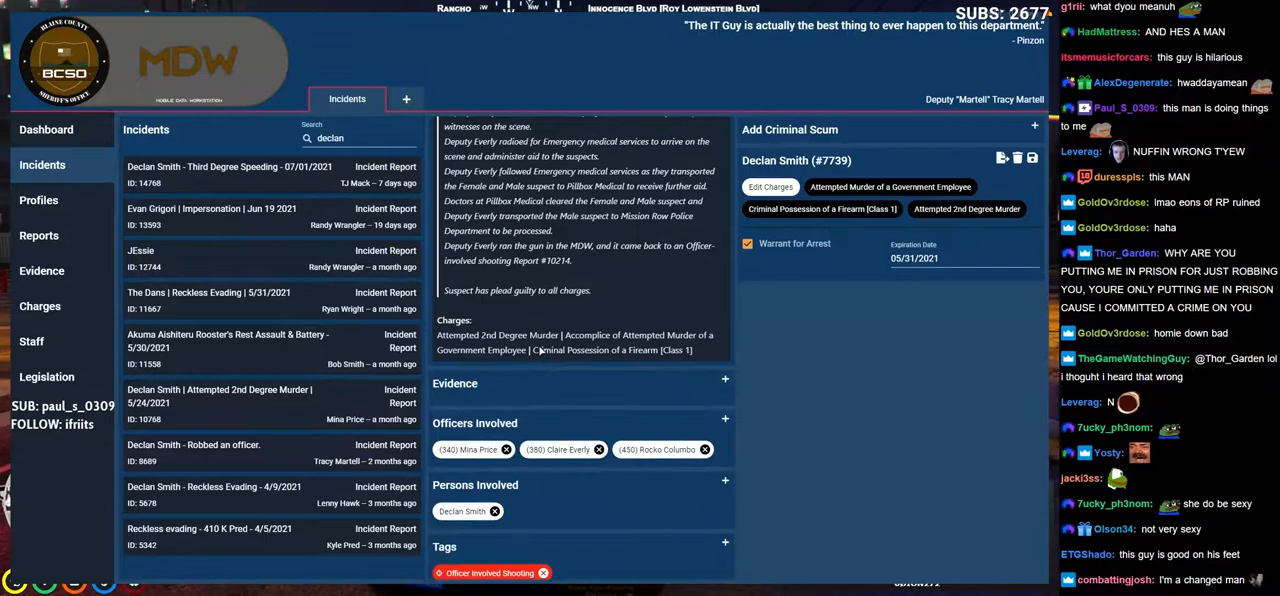 RANCHO
INNOCENCE BLVD [ROY LOWENSTEIN BLVD]
SUBS: 2677
"The IT Guy is actually the best thing to ever happen to this department."
- Pinzon
BLAINE COUNTY
BCSO
SHERIFF'S OFFICE
MDW
MOBILE DATA WORKSTATION
Incidents
+
Deputy "Martell" Tracy Martell
Dashboard
Incidents
Profiles
Reports
Evidence
Charges
Staff
Legislation
SUB: paul_s_0309
FOLLOW: ifriits
Incidents
Search
declan
Declan Smith - Third Degree Speeding - 07/01/2021
Incident Report
ID: 14768
TJ Mack – 7 days ago
Evan Grigori | Impersonation | Jun 19 2021
Incident Report
ID: 13593
Randy Wrangler – 19 days ago
JEssie
Incident Report
ID: 12744
Randy Wrangler – a month ago
The Dans | Reckless Evading | 5/31/2021
Incident Report
ID: 11667
Ryan Wright – a month ago
Akuma Aishiteru Rooster's Rest Assault & Battery -
5/30/2021
Incident
Report
ID: 11558
Bob Smith – a month ago
Declan Smith | Attempted 2nd Degree Murder |
5/24/2021
Incident
Report
ID: 10768
Mina Price – a month ago
Declan Smith - Robbed an officer.
Incident Report
ID: 8689
Tracy Martell – 2 months ago
Declan Smith - Reckless Evading - 4/9/2021
Incident Report
ID: 5678
Lenny Hawk – 3 months ago
Reckless evading - 410 K Pred - 4/5/2021
Incident Report
ID: 5342
Kyle Pred – 3 months ago
witnesses on the scene.
Deputy Everly radioed for Emergency medical services to arrive on the
scene and administer aid to the suspects.
Deputy Everly followed Emergency medical services as they transported
the Female and Male suspect to Pillbox Medical to receive further aid.
Doctors at Pillbox Medical cleared the Female and Male suspect and
Deputy Everly transported the Male suspect to Mission Row Police
Department to be processed.
Deputy Everly ran the gun in the MDW, and it came back to an Officer-
involved shooting Report #10214.
Suspect has plead guilty to all charges.
Charges:
Attempted 2nd Degree Murder | Accomplice of Attempted Murder of a
Government Employee | Criminal Possession of a Firearm [Class 1]
Evidence
+
Officers Involved
+
(340) Mina Price
(380) Claire Everly
(450) Rocko Columbo
Persons Involved
+
Declan Smith
Tags
+
Officer Involved Shooting
Add Criminal Scum
+
Declan Smith (#7739)
Edit Charges
Attempted Murder of a Government Employee
Criminal Possession of a Firearm [Class 1]
Attempted 2nd Degree Murder
Warrant for Arrest
Expiration Date
05/31/2021
g1rii: what dyou meanuh
HadMattress: AND HES A MAN
itsmemusicforcars: this guy is hilarious
AlexDegenerate: hwaddayamean
Paul_S_0309: this man is doing things
to me
Leverag: NUFFIN WRONG T'YEW
duresspls: this MAN
GoldOv3rdose: lmao eons of RP ruined
GoldOv3rdose: haha
Thor_Garden: WHY ARE YOU
PUTTING ME IN PRISON FOR JUST ROBBING
YOU, YOURE ONLY PUTTING ME IN PRISON
CAUSE I COMMITTED A CRIME ON YOU
GoldOv3rdose: homie down bad
TheGameWatchingGuy: @Thor_Garden lol
i thoguht i heard that wrong
Leverag: N
7ucky_ph3nom:
Yosty:
jacki3ss:
7ucky_ph3nom: she do be sexy
Olson34: not very sexy
ETGShado: this guy is good on his feet
combattingjosh: I'm a changed man